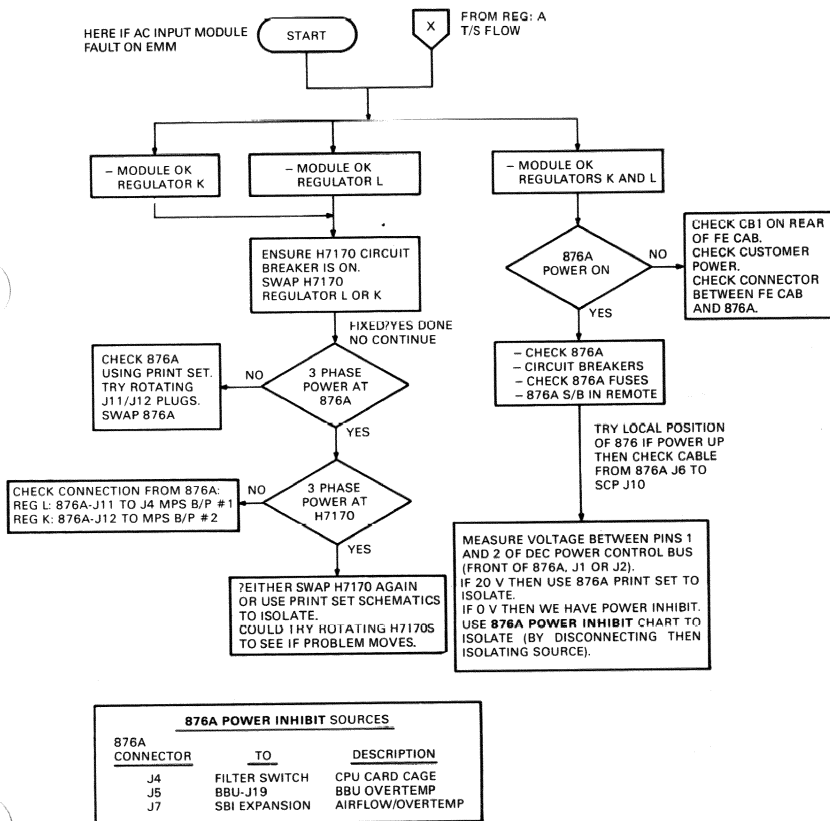 HERE IF AC INPUT MODULE
FAULT ON EMM
START
X
FROM REG: A
T/S FLOW
– MODULE OK
REGULATOR K
– MODULE OK
REGULATOR L
– MODULE OK
REGULATORS K AND L
ENSURE H7170 CIRCUIT
BREAKER IS ON.
SWAP H7170
REGULATOR L OR K
876A
POWER ON
NO
CHECK CB1 ON REAR
OF FE CAB.
CHECK CUSTOMER
POWER.
CHECK CONNECTOR
BETWEEN FE CAB
AND 876A.
YES
FIXED?YES DONE
NO CONTINUE
CHECK 876A
USING PRINT SET.
TRY ROTATING
J11/J12 PLUGS.
SWAP 876A
NO
3 PHASE
POWER AT
876A
YES
– CHECK 876A
– CIRCUIT BREAKERS
– CHECK 876A FUSES
– 876A S/B IN REMOTE
TRY LOCAL POSITION
OF 876 IF POWER UP
THEN CHECK CABLE
FROM 876A J6 TO
SCP J10
CHECK CONNECTION FROM 876A:
REG L: 876A-J11 TO J4 MPS B/P #1
REG K: 876A-J12 TO MPS B/P #2
NO
3 PHASE
POWER AT
H7170
YES
?EITHER SWAP H7170 AGAIN
OR USE PRINT SET SCHEMATICS
TO ISOLATE.
COULD TRY ROTATING H7170S
TO SEE IF PROBLEM MOVES.
MEASURE VOLTAGE BETWEEN PINS 1
AND 2 OF DEC POWER CONTROL BUS
(FRONT OF 876A, J1 OR J2).
IF 20 V THEN USE 876A PRINT SET TO
ISOLATE.
IF 0 V THEN WE HAVE POWER INHIBIT.
USE 876A POWER INHIBIT CHART TO
ISOLATE (BY DISCONNECTING THEN
ISOLATING SOURCE).
876A POWER INHIBIT SOURCES
876A
CONNECTOR TO DESCRIPTION
J4 FILTER SWITCH CPU CARD CAGE
J5 BBU-J19 BBU OVERTEMP
J7 SBI EXPANSION AIRFLOW/OVERTEMP